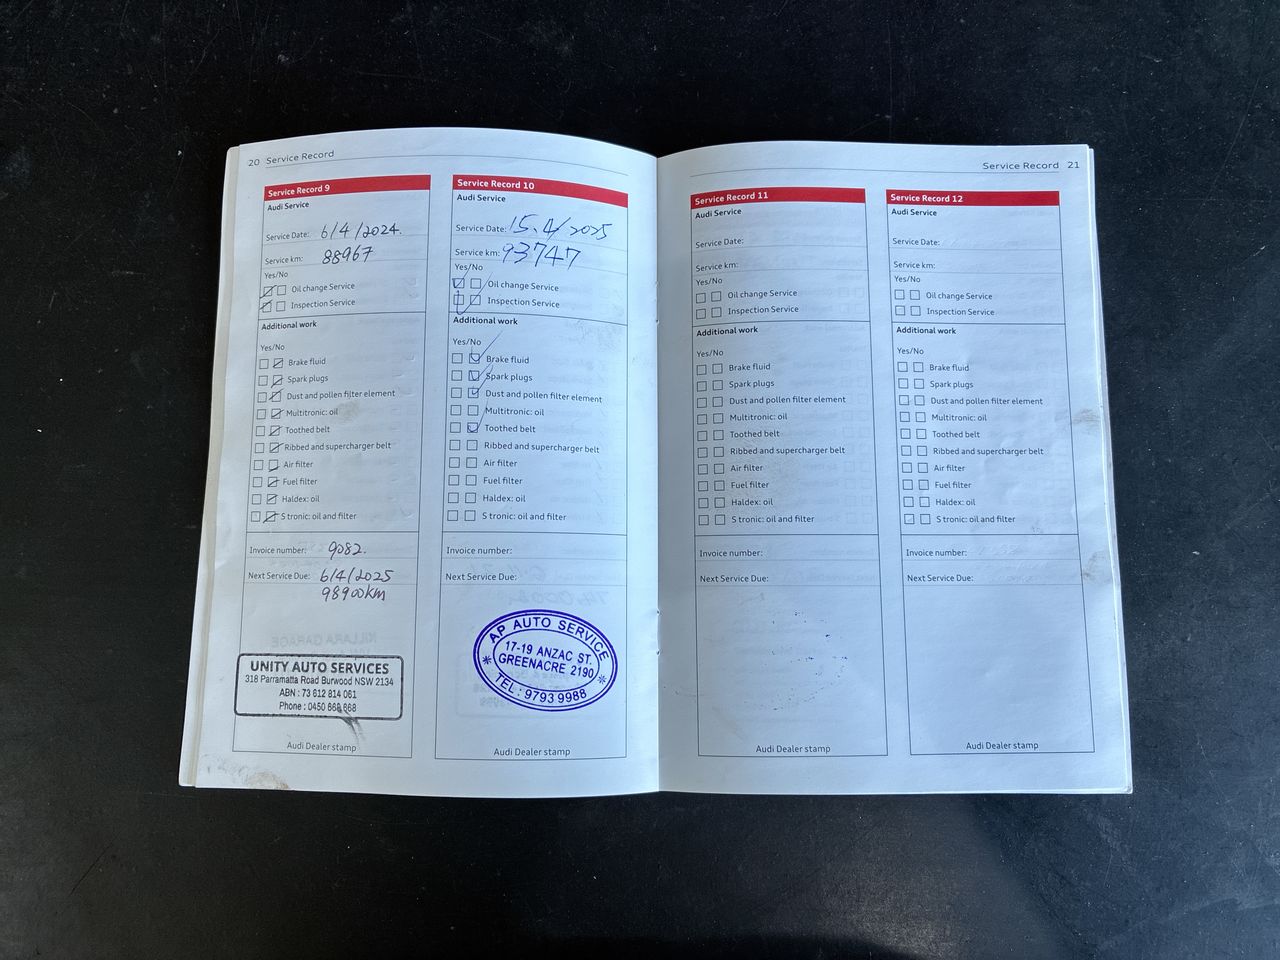 20 Service Record
Service Record 9
Audi Service
Service Date: 6/4/2024.
Service km: 88967
Yes/No
Oil change Service
Inspection Service
Additional work
Yes/No
Brake fluid
Spark plugs
Dust and pollen filter element
Multitronic: oil
Toothed belt
Ribbed and supercharger belt
Air filter
Fuel filter
Haldex: oil
S tronic: oil and filter
Invoice number: 9082.
Next Service Due: 6/4/2025
98900km
UNITY AUTO SERVICES
318 Parramatta Road Burwood NSW 2134
ABN : 73 612 814 061
Phone : 0450 668 668
Audi Dealer stamp
Service Record 10
Audi Service
Service Date: 15.4/2025
Service km: 93747
Yes/No
Oil change Service
Inspection Service
Additional work
Yes/No
Brake fluid
Spark plugs
Dust and pollen filter element
Multitronic: oil
Toothed belt
Ribbed and supercharger belt
Air filter
Fuel filter
Haldex: oil
S tronic: oil and filter
Invoice number:
Next Service Due:
AP AUTO SERVICE
17-19 ANZAC ST.
GREENACRE 2190
TEL : 9793 9988
Audi Dealer stamp
Service Record 21
Service Record 11
Audi Service
Service Date:
Service km:
Yes/No
Oil change Service
Inspection Service
Additional work
Yes/No
Brake fluid
Spark plugs
Dust and pollen filter element
Multitronic: oil
Toothed belt
Ribbed and supercharger belt
Air filter
Fuel filter
Haldex: oil
S tronic: oil and filter
Invoice number:
Next Service Due:
Audi Dealer stamp
Service Record 12
Audi Service
Service Date:
Service km:
Yes/No
Oil change Service
Inspection Service
Additional work
Yes/No
Brake fluid
Spark plugs
Dust and pollen filter element
Multitronic: oil
Toothed belt
Ribbed and supercharger belt
Air filter
Fuel filter
Haldex: oil
S tronic: oil and filter
Invoice number:
Next Service Due:
Audi Dealer stamp